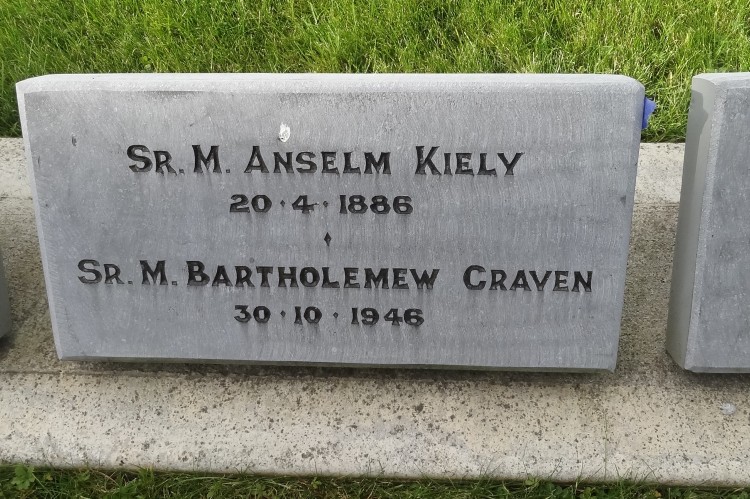 Sr. M. Anselm Kiely
20·4·1886
Sr. M. Bartholemew Craven
30·10·1946